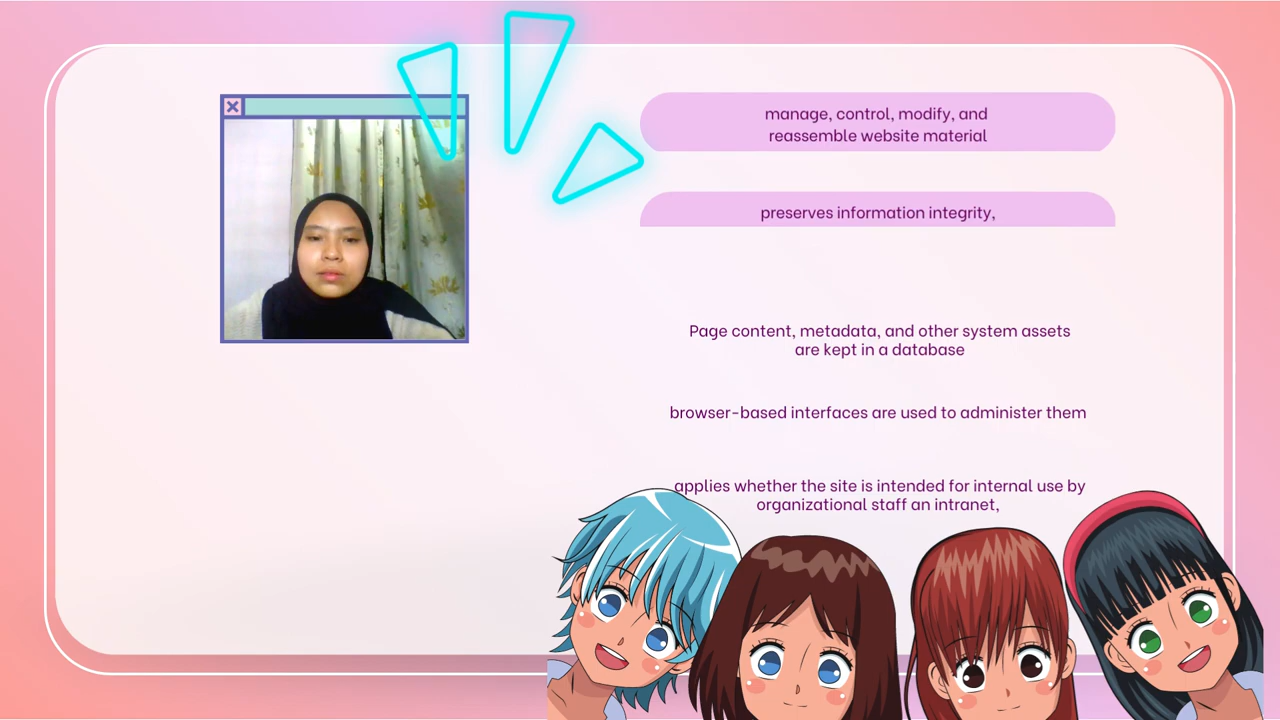 manage, control, modify, and
reassemble website material
preserves information integrity,
Page content, metadata, and other system assets
are kept in a database
browser-based interfaces are used to administer them
applies whether the site is intended for internal use by
organizational staff an intranet,